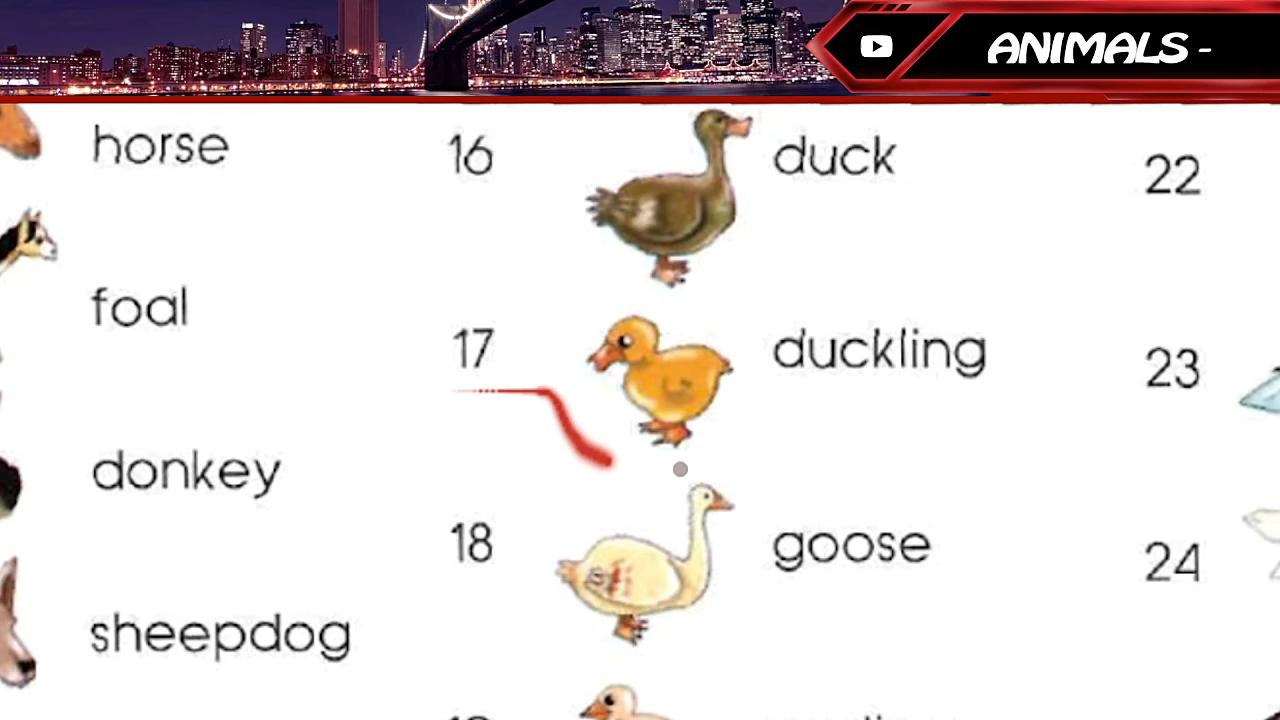 ANIMALS -
horse
foal
donkey
sheepdog
16 duck
17 duckling
18 goose
22
23
24